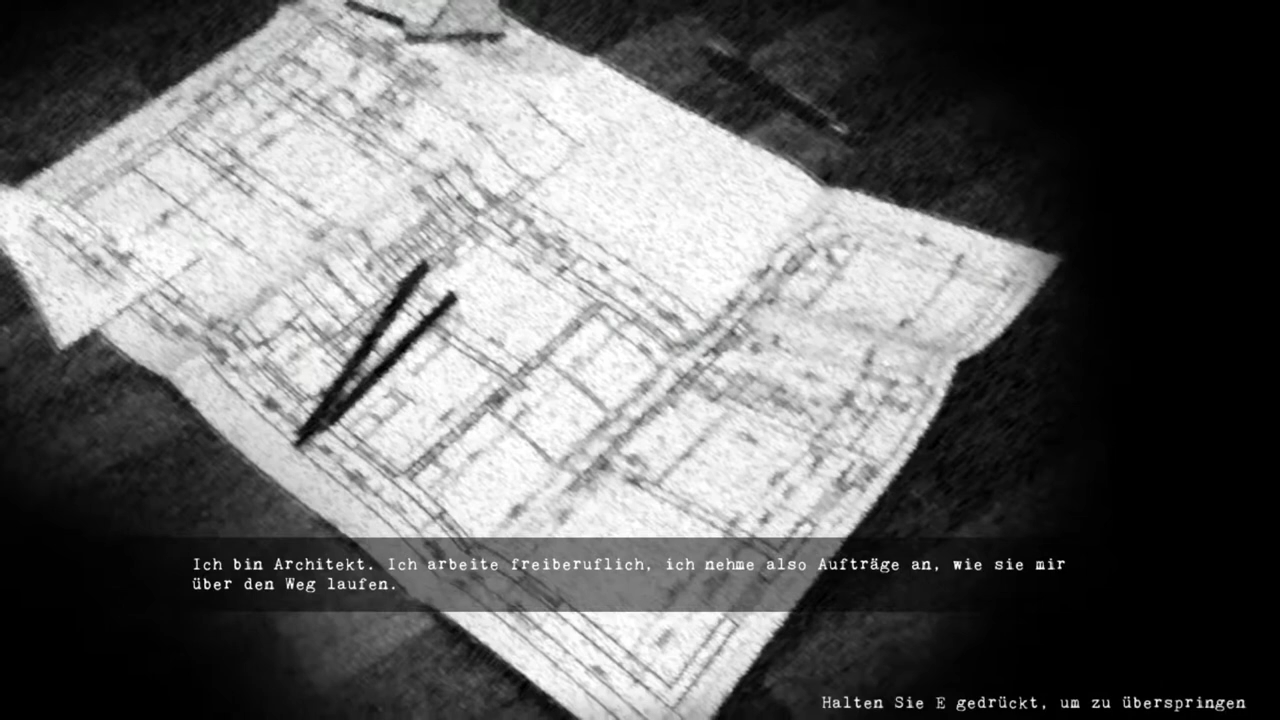 Ich bin Architekt. Ich arbeite freiberuflich, ich nehme also Aufträge an, wie sie mir
über den Weg laufen.
Halten Sie E gedrückt, um zu überspringen